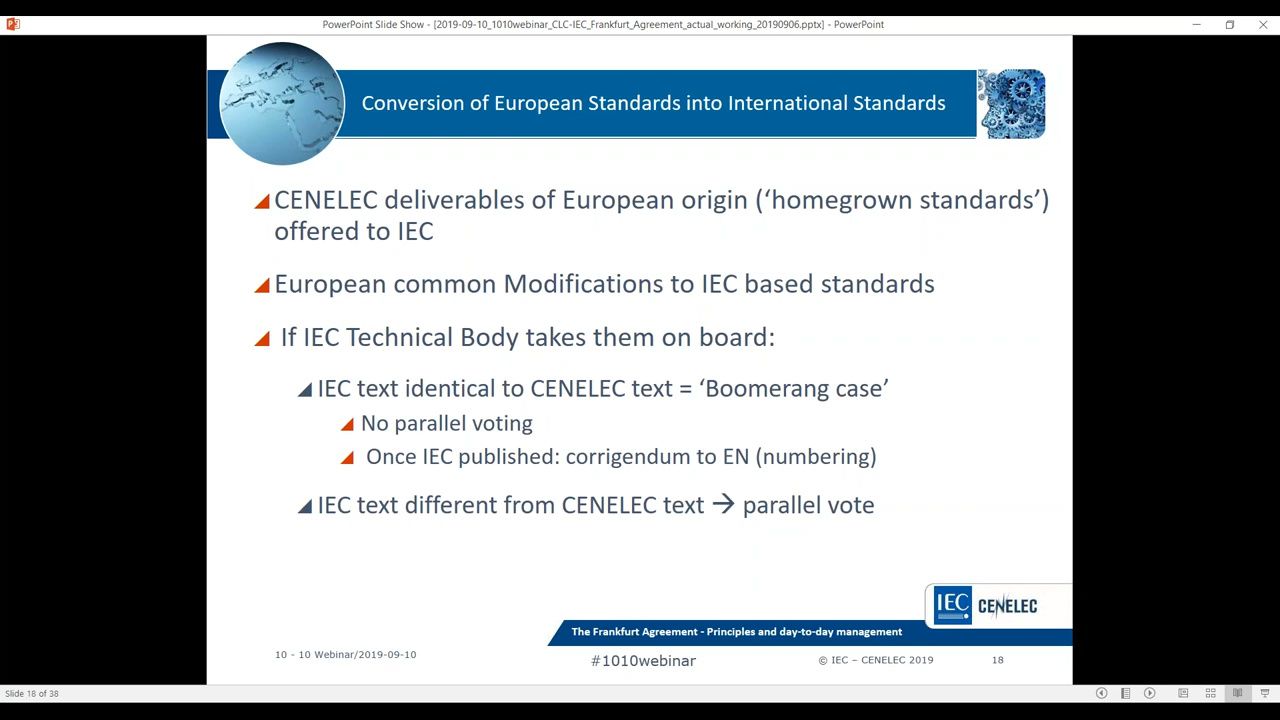 PowerPoint Slide Show - [2019-09-10_1010webinar_CLC-IEC_Frankfurt_Agreement_actual_working_20190906.pptx] - PowerPoint
Conversion of European Standards into International Standards
CENELEC deliverables of European origin (‘homegrown standards’)
offered to IEC
European common Modifications to IEC based standards
If IEC Technical Body takes them on board:
IEC text identical to CENELEC text = ‘Boomerang case’
No parallel voting
Once IEC published: corrigendum to EN (numbering)
IEC text different from CENELEC text → parallel vote
IEC CENELEC
The Frankfurt Agreement - Principles and day-to-day management
10 - 10 Webinar/2019-09-10
#1010webinar
© IEC – CENELEC 2019
18
Slide 18 of 38